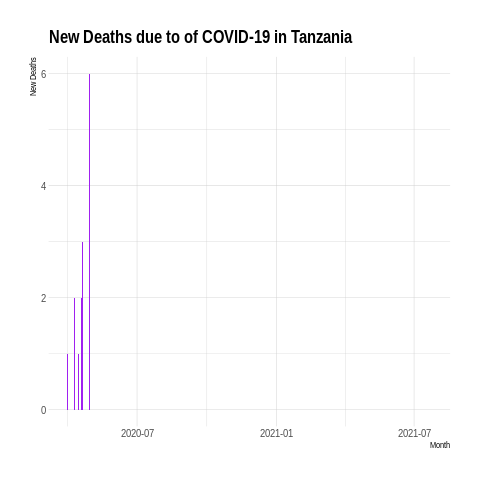 New Deaths due to of COVID-19 in Tanzania
New Deaths
6
4
2
0
2020-07
2021-01
2021-07
Month